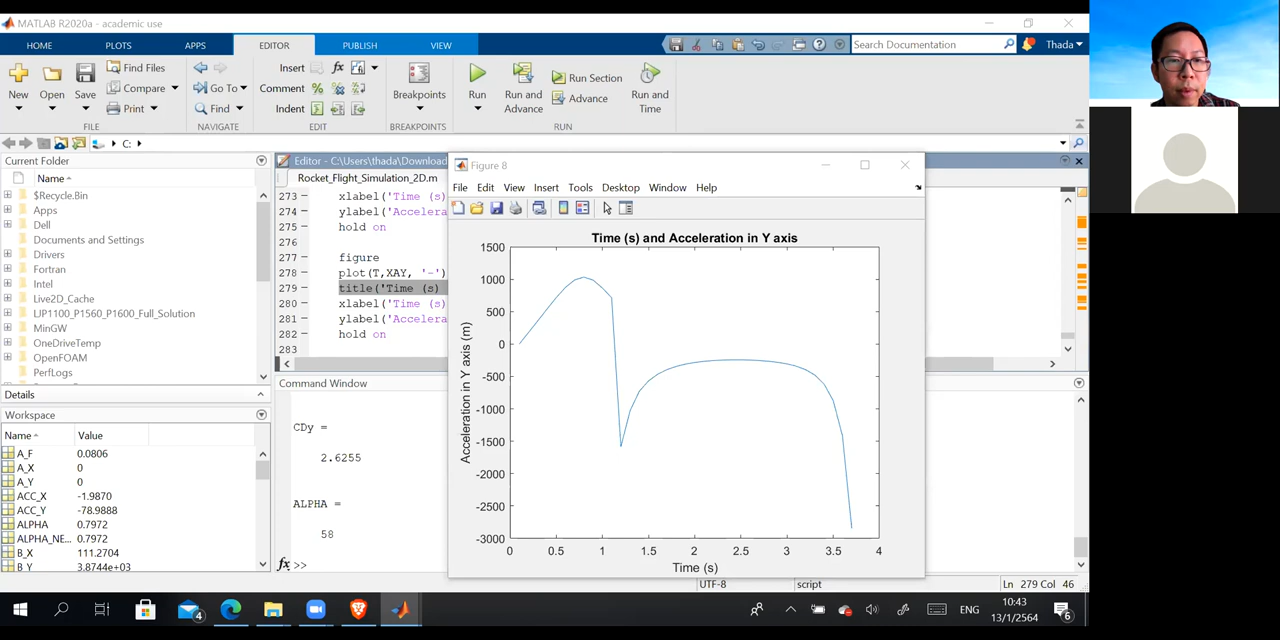 MATLAB R2020a - academic use
HOME PLOTS APPS EDITOR PUBLISH VIEW
Search Documentation
Thada
New Open Save
Find Files
Compare
Print
FILE
Go To
Find
NAVIGATE
Insert
Comment
Indent
EDIT
Breakpoints
BREAKPOINTS
Run
Run and Advance
Run Section
Advance
Run and Time
RUN
C:
Current Folder
Name
$Recycle.Bin
Apps
Dell
Documents and Settings
Drivers
Fortran
Intel
Live2D_Cache
LJP1100_P1560_P1600_Full_Solution
MinGW
OneDriveTemp
OpenFOAM
PerfLogs
Details
Workspace
Name Value
A_F 0.0806
A_X 0
A_Y 0
ACC_X -1.9870
ACC_Y -78.9888
ALPHA 0.7972
ALPHA_NE... 0.7972
B_X 111.2704
B_Y 3.8744e+03
Editor - C:\Users\thada\Download
Rocket_Flight_Simulation_2D.m
273 xlabel('Time (s)
274 ylabel('Accelera
275 hold on
276
277 figure
278 plot(T,XAY, '-')
279 title('Time (s)
280 xlabel('Time (s)
281 ylabel('Accelera
282 hold on
283
Command Window
CDy =
2.6255
ALPHA =
58
fx >>
Figure 8
File Edit View Insert Tools Desktop Window Help
Time (s) and Acceleration in Y axis
1500
1000
500
0
-500
-1000
-1500
-2000
-2500
-3000
Acceleration in Y axis (m)
0 0.5 1 1.5 2 2.5 3 3.5 4
Time (s)
UTF-8 script Ln 279 Col 46
4
ENG
10:43
13/1/2564
6